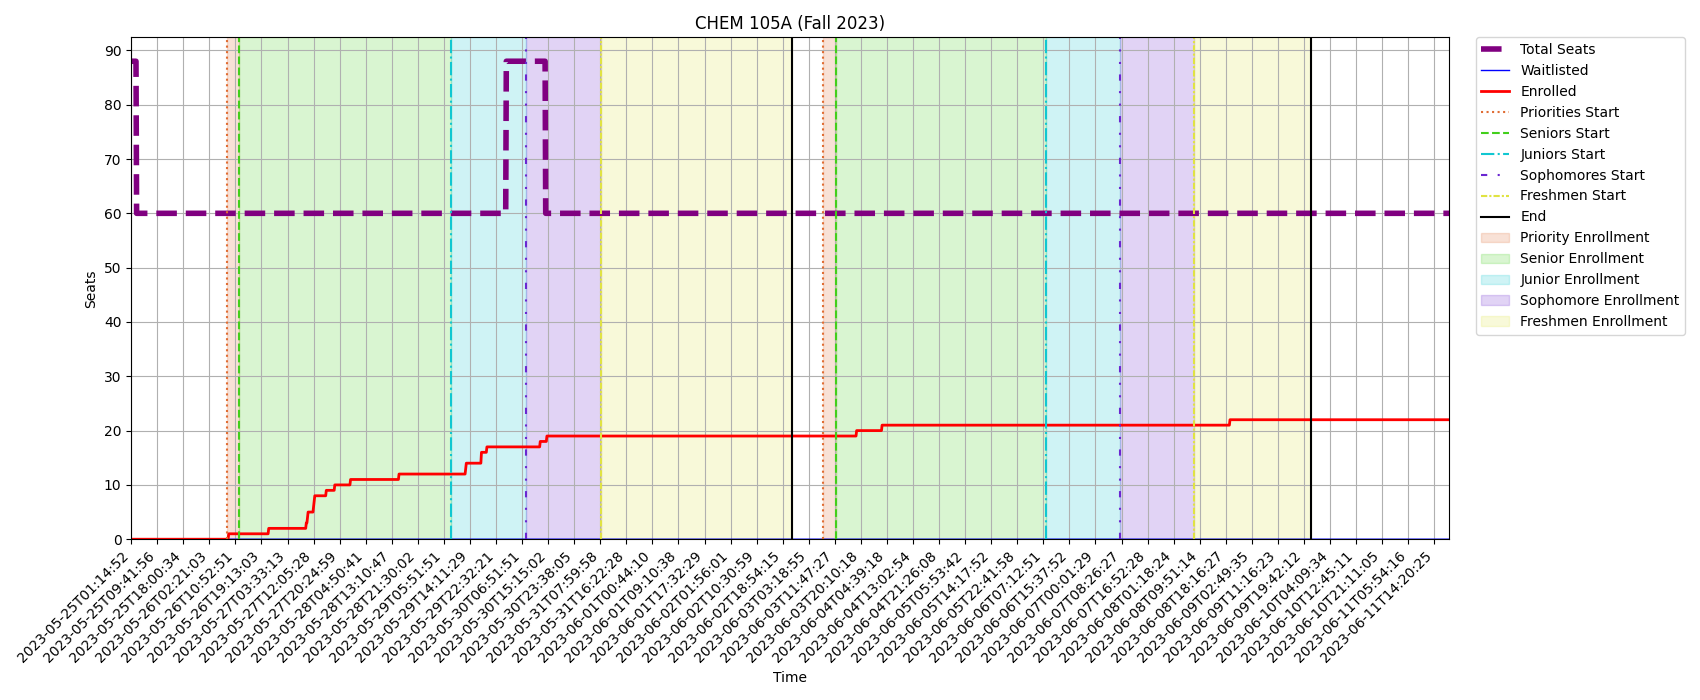 CHEM 105A (Fall 2023)
Seats
90
80
70
60
50
40
30
20
10
0
2023-05-25T01:14:52
2023-05-25T09:41:56
2023-05-25T18:00:34
2023-05-26T02:21:03
2023-05-26T10:52:51
2023-05-26T19:13:03
2023-05-27T03:33:13
2023-05-27T12:05:28
2023-05-27T20:24:59
2023-05-28T04:50:41
2023-05-28T13:10:47
2023-05-28T21:30:02
2023-05-29T05:51:51
2023-05-29T14:11:29
2023-05-29T22:32:21
2023-05-30T06:51:51
2023-05-30T15:15:02
2023-05-30T23:38:05
2023-05-31T07:59:58
2023-05-31T16:22:28
2023-06-01T00:44:10
2023-06-01T09:10:38
2023-06-01T17:32:29
2023-06-02T01:56:01
2023-06-02T10:30:59
2023-06-02T18:54:15
2023-06-03T03:18:55
2023-06-03T11:47:27
2023-06-03T20:10:18
2023-06-04T04:39:18
2023-06-04T13:02:54
2023-06-04T21:26:08
2023-06-05T05:53:42
2023-06-05T14:17:52
2023-06-05T22:41:58
2023-06-06T07:12:51
2023-06-06T15:37:52
2023-06-07T00:01:29
2023-06-07T08:26:27
2023-06-07T16:52:28
2023-06-08T01:18:24
2023-06-08T09:51:14
2023-06-08T18:16:27
2023-06-09T02:49:35
2023-06-09T11:16:23
2023-06-09T19:42:12
2023-06-10T04:09:34
2023-06-10T12:45:11
2023-06-10T21:11:05
2023-06-11T05:54:16
2023-06-11T14:20:25
Time
Total Seats
Waitlisted
Enrolled
Priorities Start
Seniors Start
Juniors Start
Sophomores Start
Freshmen Start
End
Priority Enrollment
Senior Enrollment
Junior Enrollment
Sophomore Enrollment
Freshmen Enrollment